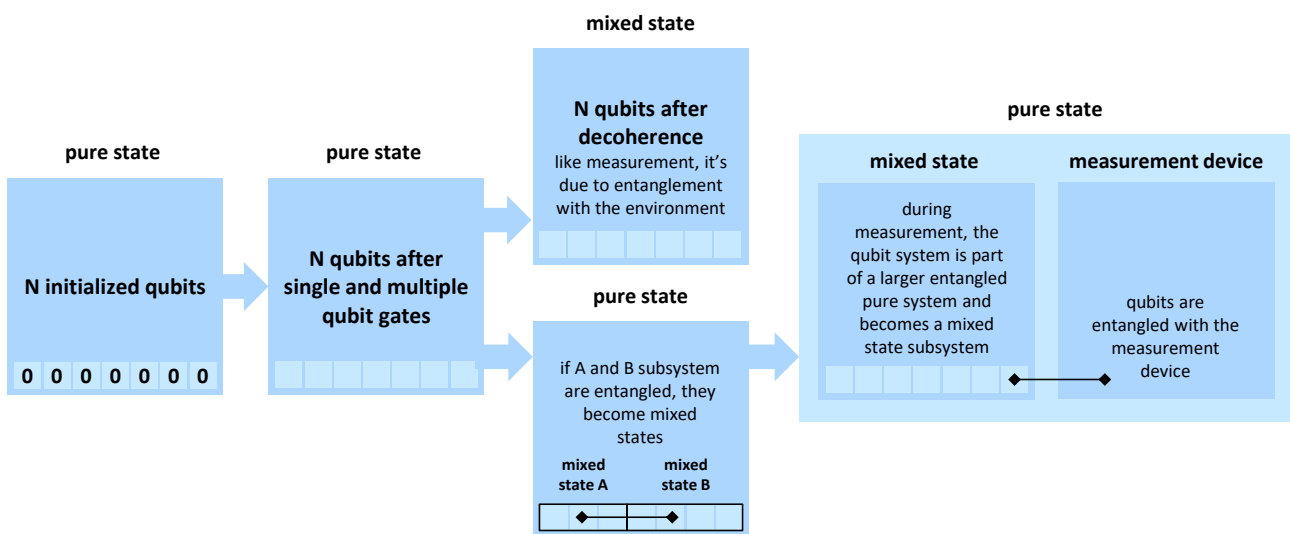 pure state
N initialized qubits
0 0 0 0 0 0 0
pure state
N qubits after
single and multiple
qubit gates
mixed state
N qubits after
decoherence
like measurement, it's
due to entanglement
with the environment
pure state
if A and B subsystem
are entangled, they
become mixed
states
mixed
state A
mixed
state B
pure state
mixed state
during
measurement, the
qubit system is part
of a larger entangled
pure system and
becomes a mixed
state subsystem
measurement device
qubits are
entangled with the
measurement
device